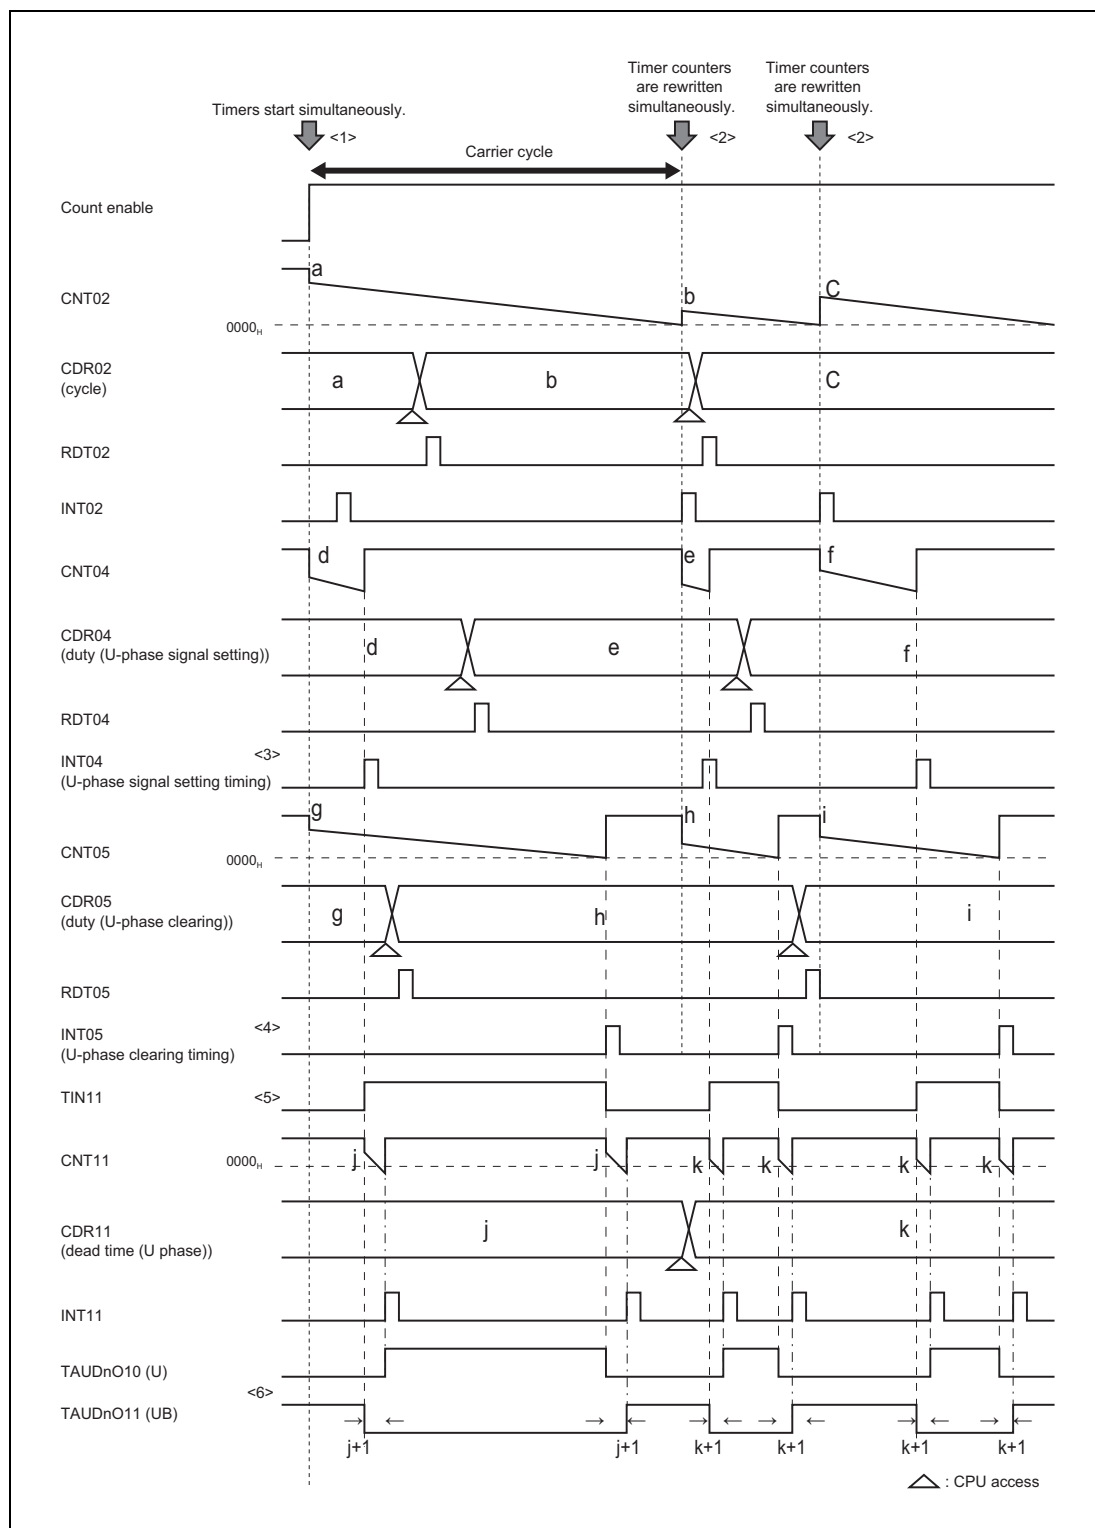 Timer counters
are rewritten
simultaneously.
Timer counters
are rewritten
simultaneously.
Timers start simultaneously.
<1>
<2>
<2>
Carrier cycle
Count enable
a
CNT02
b
C
0000H
CDR02
(cycle)
a
b
C
RDT02
INT02
CNT04
d
e
f
CDR04
(duty (U-phase signal setting))
d
e
f
RDT04
<3>
INT04
(U-phase signal setting timing)
g
h
i
CNT05
0000H
CDR05
(duty (U-phase clearing))
g
h
i
RDT05
<4>
INT05
(U-phase clearing timing)
TIN11
<5>
CNT11
0000H
j
j
k
k
k
k
CDR11
(dead time (U phase))
j
k
INT11
TAUDnO10 (U)
<6>
TAUDnO11 (UB)
j+1
j+1
k+1
k+1
k+1
k+1
: CPU access